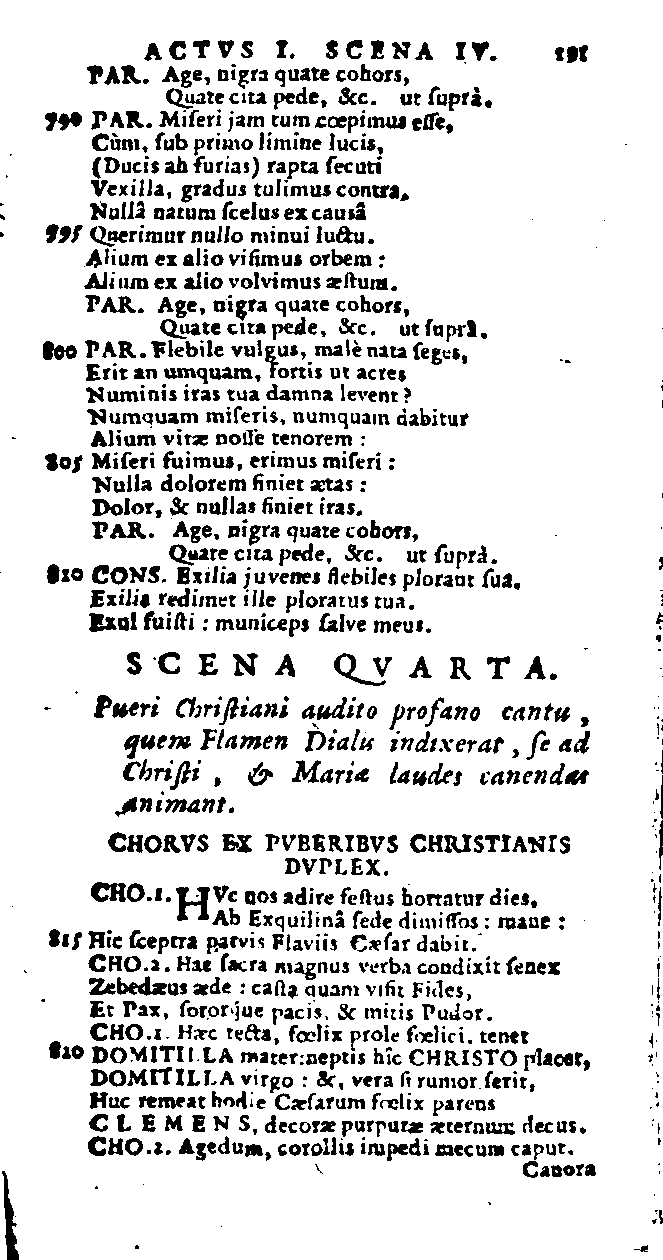 ACTVS I. SCENA IV. 191
PAR. Age, nigra quate cohors,
Quate cita pede, &c. ut ſuprà.
790 PAR. Miſeri jam tum cœpimus eſſe,
Cùm, ſub primo limine lucis,
(Ducis ah furias) rapta ſecuti
Vexilla, gradus tulimus contra.
Nullâ natum ſcelus ex causâ
795 Querimur nullo minui luctu.
Alium ex alio viſimus orbem :
Alium ex alio volvimus æſtum.
PAR. Age, nigra quate cohors,
Quate cita pede, &c. ut ſuprà.
800 PAR. Flebile vulgus, malè nata ſeges,
Erit an umquam, fortis ut acres
Numinis iras tua damna levent ?
Numquam miſeris, numquam dabitur
Alium vitæ noſſe tenorem :
805 Miſeri fuimus, erimus miſeri :
Nulla dolorem finiet ætas :
Dolor, & nullas finiet iras.
PAR. Age, nigra quate cohors,
Quate cita pede, &c. ut ſuprà.
810 CONS. Exilia juvenes flebiles plorant ſua.
Exilia redimet ille ploratus tua.
Exul fuiſti : municeps ſalve meus.
SCENA QVARTA.
Pueri Chriſtiani audito profano cantu,
quem Flamen Dialis indixerat, ſe ad
Chriſti, & Mariæ laudes canendas
animant.
CHORVS EX PVBERIBVS CHRISTIANIS
DVPLEX.
CHO.1. HVc nos adire feſtus hortatur dies,
Ab Exquilinâ ſede dimiſſos : mane :
815 Hic ſceptra parvis Flaviis Cæſar dabit.
CHO.2. Hac ſacra magnus verba condixit ſenex
Zebedæus æde : caſta quam viſit Fides,
Et Pax, ſororque pacis, & mitis Pudor.
CHO.1. Hæc tecta, fœlix prole fœlici, tenet
820 DOMITILLA mater: neptis hîc CHRISTO placet,
DOMITILLA virgo : &, vera ſi rumor ferit,
Huc remeat hodie Cæſarum fœlix parens
CLEMENS, decoræ purpuræ æternum decus.
CHO.2. Agedum, corollis impedi mecum caput.
Canora